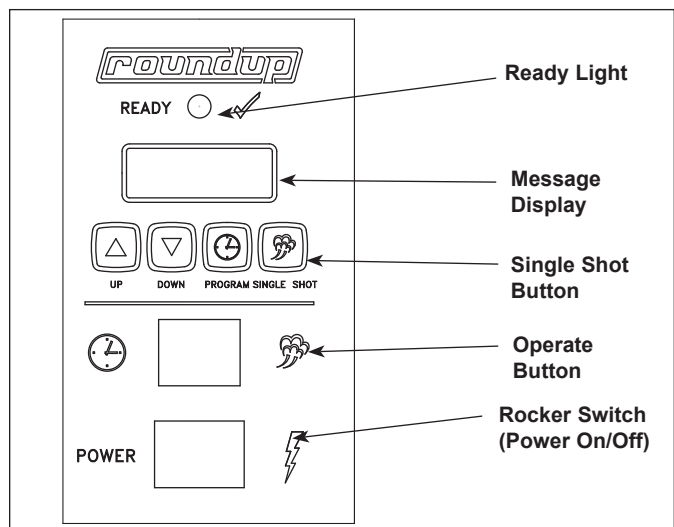 roundup
READY
Ready Light
Message
Display
UP DOWN PROGRAM SINGLE SHOT
Single Shot
Button
Operate
Button
POWER
Rocker Switch
(Power On/Off)